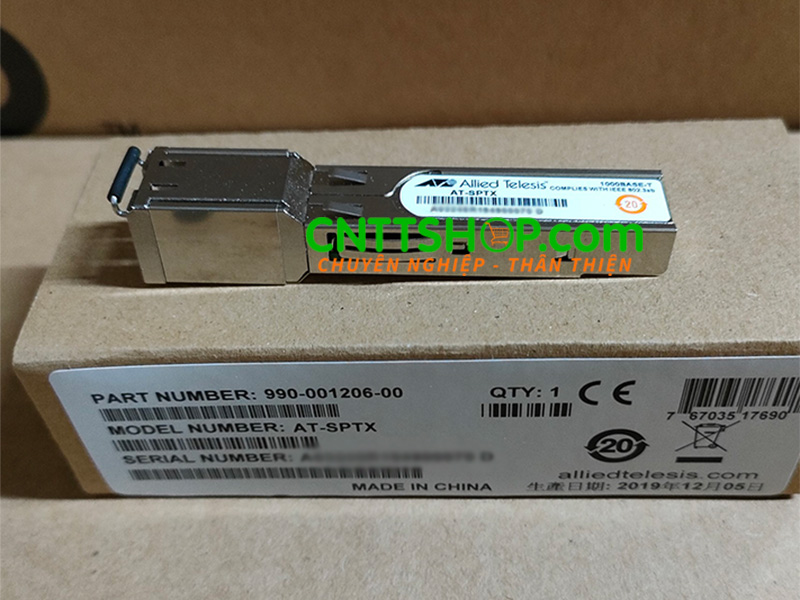 Allied Telesis
1000BASE-T
AT-SPTX
COMPLIES WITH IEEE 802.3ab
20
CNTTSHOP.com
CHUYÊN NGHIỆP - THÂN THIỆN
PART NUMBER: 990-001206-00
QTY: 1
CE
MODEL NUMBER: AT-SPTX
7 67035 17690
20
SERIAL NUMBER:
alliedtelesis.com
MADE IN CHINA
生產日期: 2019年12月05日